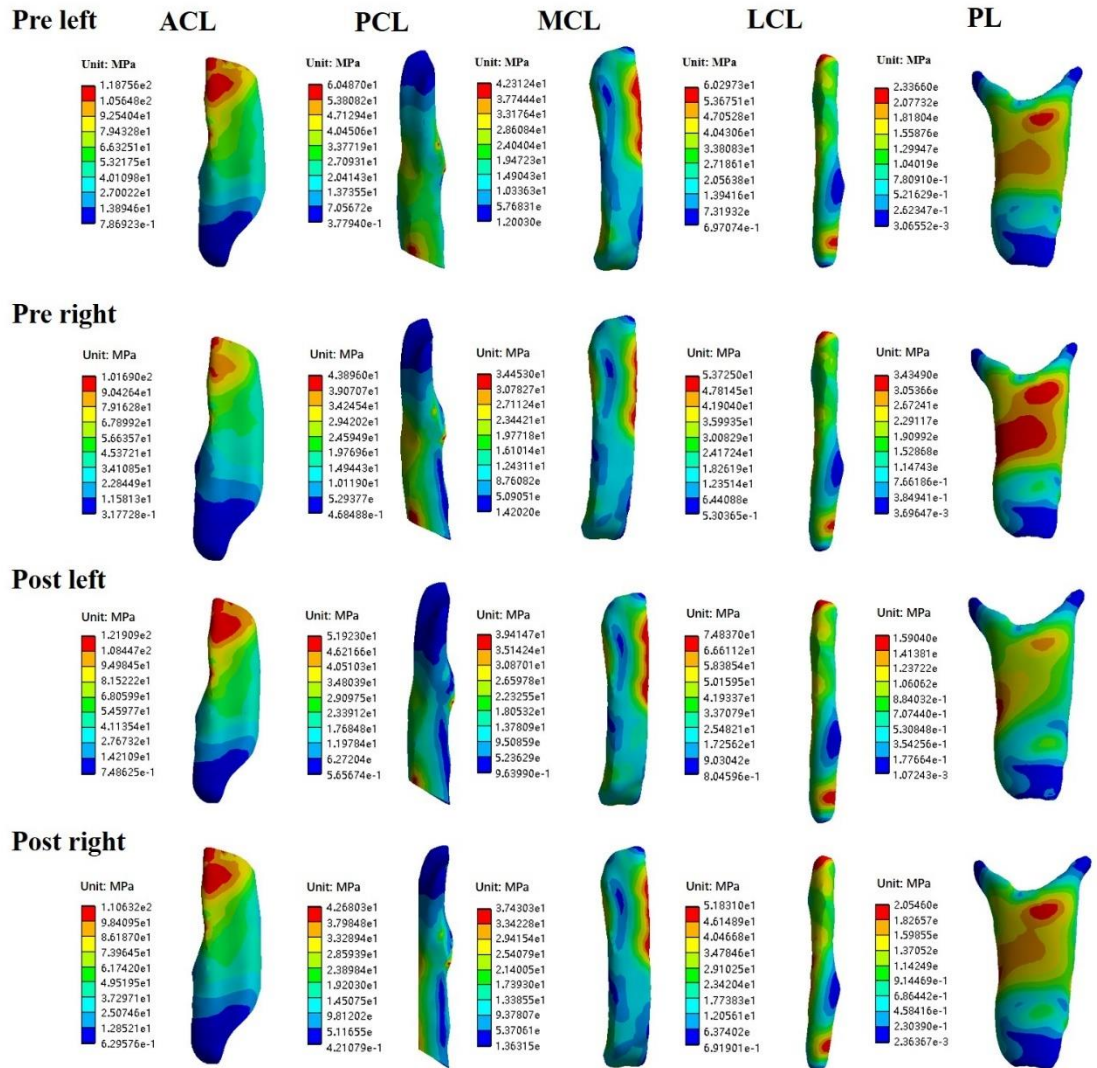 Pre left
ACL
PCL
MCL
LCL
PL
Unit: MPa
1.18756e2
1.05648e2
9.25404e1
7.94328e1
6.63251e1
5.32175e1
4.01098e1
2.70022e1
1.38946e1
7.86923e-1
Unit: MPa
6.04870e1
5.38082e1
4.71294e1
4.04506e1
3.37719e1
2.70931e1
2.04143e1
1.37355e1
7.05672e
3.77940e-1
Unit: MPa
4.23124e1
3.77444e1
3.31764e1
2.86084e1
2.40404e1
1.94723e1
1.49043e1
1.03363e1
5.76831e
1.20030e
Unit: MPa
6.02973e1
5.36751e1
4.70528e1
4.04306e1
3.38083e1
2.71861e1
2.05638e1
1.39416e1
7.31932e
6.97074e-1
Unit: MPa
2.33660e
2.07732e
1.81804e
1.55876e
1.29947e
1.04019e
7.80910e-1
5.21629e-1
2.62347e-1
3.06552e-3
Pre right
Unit: MPa
1.01690e2
9.04264e1
7.91628e1
6.78992e1
5.66357e1
4.53721e1
3.41085e1
2.28449e1
1.15813e1
3.17728e-1
Unit: MPa
4.38960e1
3.90707e1
3.42454e1
2.94202e1
2.45949e1
1.97696e1
1.49443e1
1.01190e1
5.29377e
4.68488e-1
Unit: MPa
3.44530e1
3.07827e1
2.71124e1
2.34421e1
1.97718e1
1.61014e1
1.24311e1
8.76082e
5.09051e
1.42020e
Unit: MPa
5.37250e1
4.78145e1
4.19040e1
3.59935e1
3.00829e1
2.41724e1
1.82619e1
1.23514e1
6.44088e
5.30365e-1
Unit: MPa
3.43490e
3.05366e
2.67241e
2.29117e
1.90992e
1.52868e
1.14743e
7.66186e-1
3.84941e-1
3.69647e-3
Post left
Unit: MPa
1.21909e2
1.08447e2
9.49845e1
8.15222e1
6.80599e1
5.45977e1
4.11354e1
2.76732e1
1.42109e1
7.48625e-1
Unit: MPa
5.19230e1
4.62166e1
4.05103e1
3.48039e1
2.90975e1
2.33912e1
1.76848e1
1.19784e1
6.27204e
5.65674e-1
Unit: MPa
3.94147e1
3.51424e1
3.08701e1
2.65978e1
2.23255e1
1.80532e1
1.37809e1
9.50859e
5.23629e
9.63990e-1
Unit: MPa
7.48370e1
6.66112e1
5.83854e1
5.01595e1
4.19337e1
3.37079e1
2.54821e1
1.72562e1
9.03042e
8.04596e-1
Unit: MPa
1.59040e
1.41381e
1.23722e
1.06062e
8.84032e-1
7.07440e-1
5.30848e-1
3.54256e-1
1.77664e-1
1.07243e-3
Post right
Unit: MPa
1.10632e2
9.84095e1
8.61870e1
7.39645e1
6.17420e1
4.95195e1
3.72971e1
2.50746e1
1.28521e1
6.29576e-1
Unit: MPa
4.26803e1
3.79848e1
3.32894e1
2.85939e1
2.38984e1
1.92030e1
1.45075e1
9.81202e
5.11655e
4.21079e-1
Unit: MPa
3.74303e1
3.34228e1
2.94154e1
2.54079e1
2.14005e1
1.73930e1
1.33855e1
9.37807e
5.37061e
1.36315e
Unit: MPa
5.18310e1
4.61489e1
4.04668e1
3.47846e1
2.91025e1
2.34204e1
1.77383e1
1.20561e1
6.37402e
6.91901e-1
Unit: MPa
2.05460e
1.82657e
1.59855e
1.37052e
1.14249e
9.14469e-1
6.86442e-1
4.58416e-1
2.30390e-1
2.36367e-3